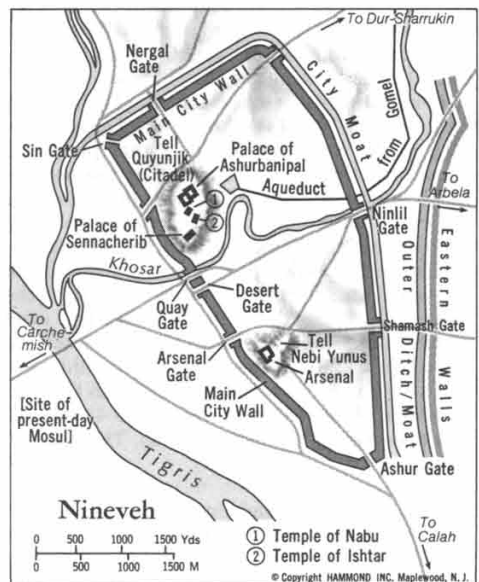 To Dur-Sharrukin
Nergal
Gate
Main City Wall
City Moat
from Gomel
Sin Gate
Tell
Quyunjik
(Citadel)
Palace of
Ashurbanipal
1
2
Aqueduct
To
Arbela
Palace of
Sennacherib
Ninlil
Gate
Khosar
Desert
Gate
Quay
Gate
Outer
Ditch/Moat
Eastern Walls
To
Carche-
mish
Shamash Gate
Arsenal
Gate
Tell
Nebi Yunus
Arsenal
Main
City Wall
[Site of
present-day
Mosul]
Tigris
Ashur Gate
Nineveh
To
Calah
0 500 1000 1500 Yds
0 500 1000 1500 M
① Temple of Nabu
② Temple of Ishtar
© Copyright HAMMOND INC. Maplewood, N. J.